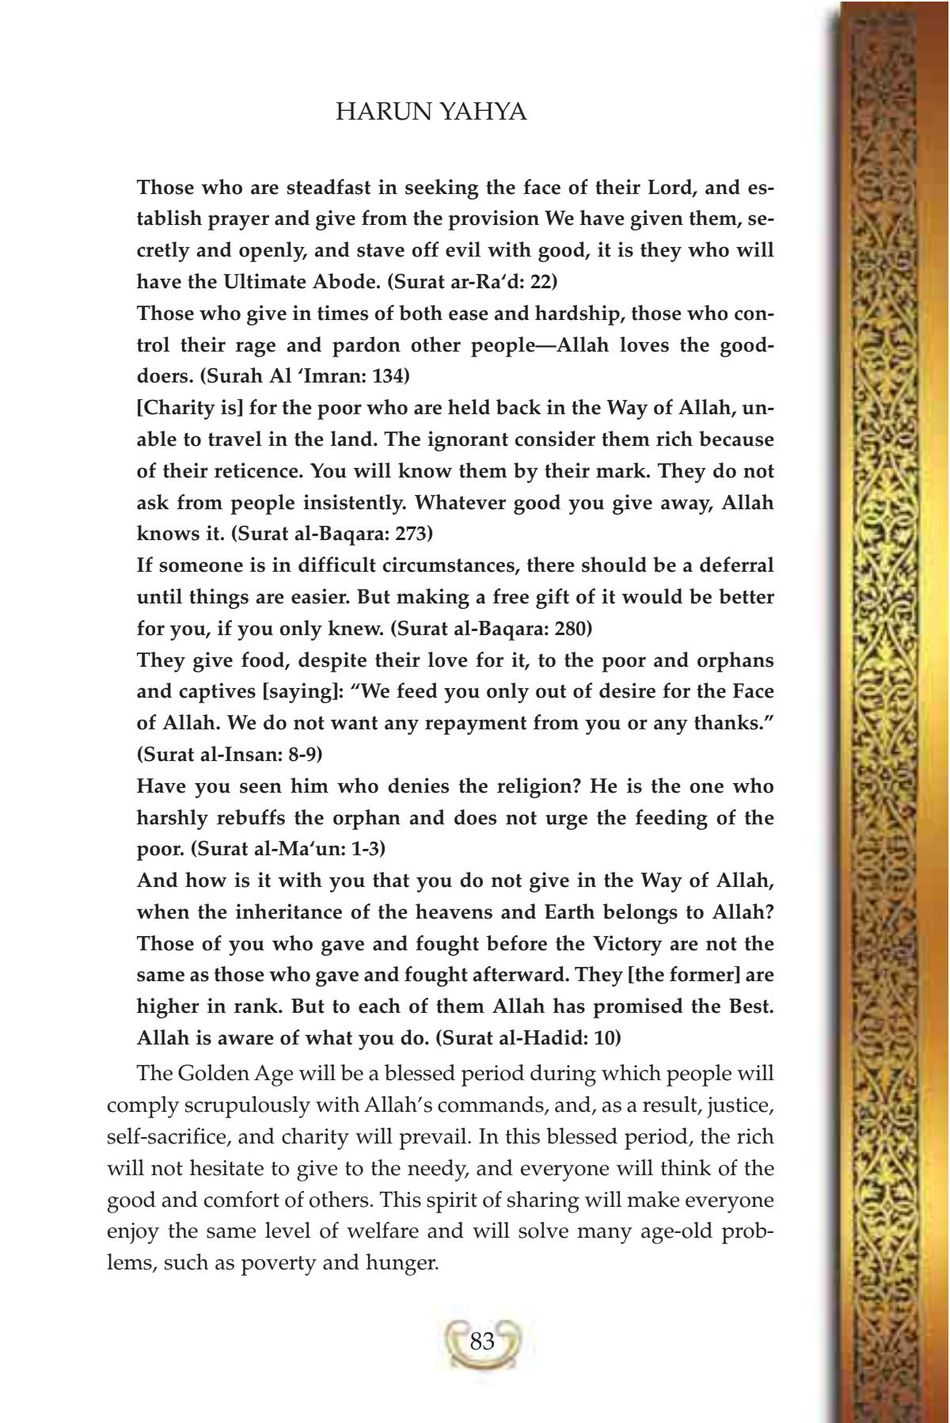 HARUN YAHYA
Those who are steadfast in seeking the face of their Lord, and es-
tablish prayer and give from the provision We have given them, se-
cretly and openly, and stave off evil with good, it is they who will
have the Ultimate Abode. (Surat ar-Ra‘d: 22)
Those who give in times of both ease and hardship, those who con-
trol their rage and pardon other people—Allah loves the good-
doers. (Surah Al ‘Imran: 134)
[Charity is] for the poor who are held back in the Way of Allah, un-
able to travel in the land. The ignorant consider them rich because
of their reticence. You will know them by their mark. They do not
ask from people insistently. Whatever good you give away, Allah
knows it. (Surat al-Baqara: 273)
If someone is in difficult circumstances, there should be a deferral
until things are easier. But making a free gift of it would be better
for you, if you only knew. (Surat al-Baqara: 280)
They give food, despite their love for it, to the poor and orphans
and captives [saying]: “We feed you only out of desire for the Face
of Allah. We do not want any repayment from you or any thanks.”
(Surat al-Insan: 8-9)
Have you seen him who denies the religion? He is the one who
harshly rebuffs the orphan and does not urge the feeding of the
poor. (Surat al-Ma‘un: 1-3)
And how is it with you that you do not give in the Way of Allah,
when the inheritance of the heavens and Earth belongs to Allah?
Those of you who gave and fought before the Victory are not the
same as those who gave and fought afterward. They [the former] are
higher in rank. But to each of them Allah has promised the Best.
Allah is aware of what you do. (Surat al-Hadid: 10)
The Golden Age will be a blessed period during which people will
comply scrupulously with Allah’s commands, and, as a result, justice,
self-sacrifice, and charity will prevail. In this blessed period, the rich
will not hesitate to give to the needy, and everyone will think of the
good and comfort of others. This spirit of sharing will make everyone
enjoy the same level of welfare and will solve many age-old prob-
lems, such as poverty and hunger.
83